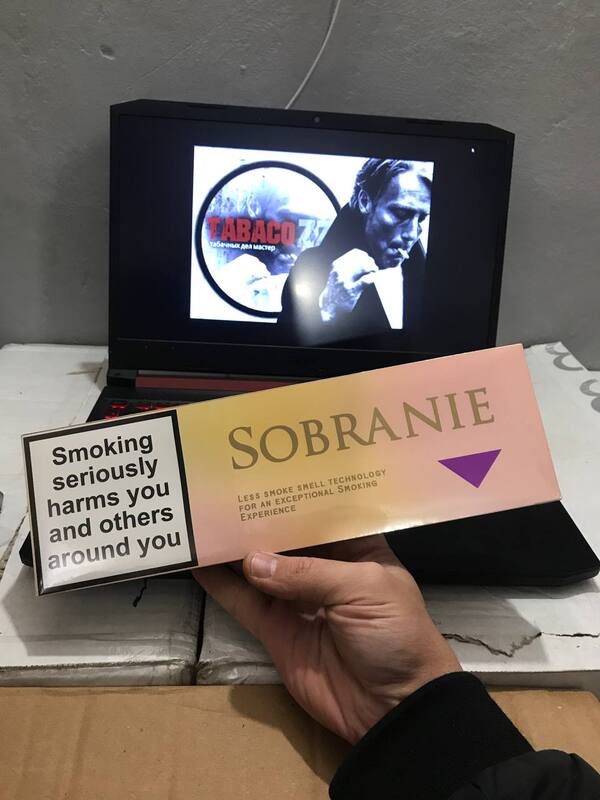 TABACO
табачных дел мастер
SOBRANIE
LESS SMOKE SMELL TECHNOLOGY
FOR AN EXCEPTIONAL SMOKING
EXPERIENCE
Smoking
seriously
harms you
and others
around you